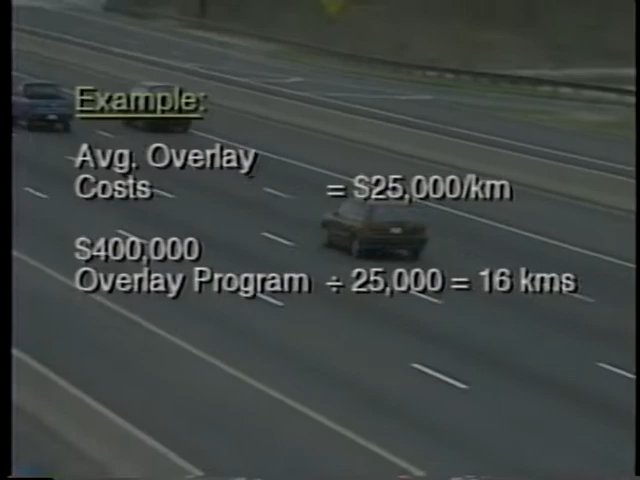 Example:
Avg. Overlay
Costs = $25,000/km
$400,000
Overlay Program ÷ 25,000 = 16 kms